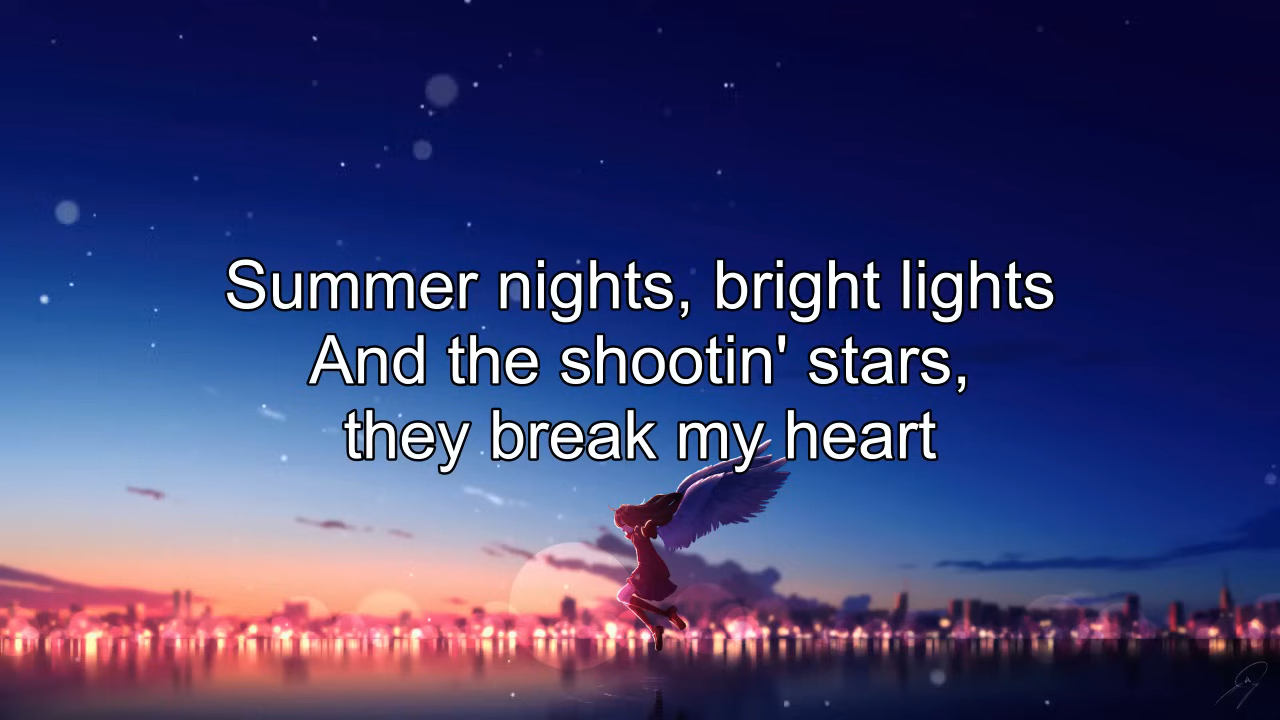 Summer nights, bright lights
And the shootin' stars,
they break my heart